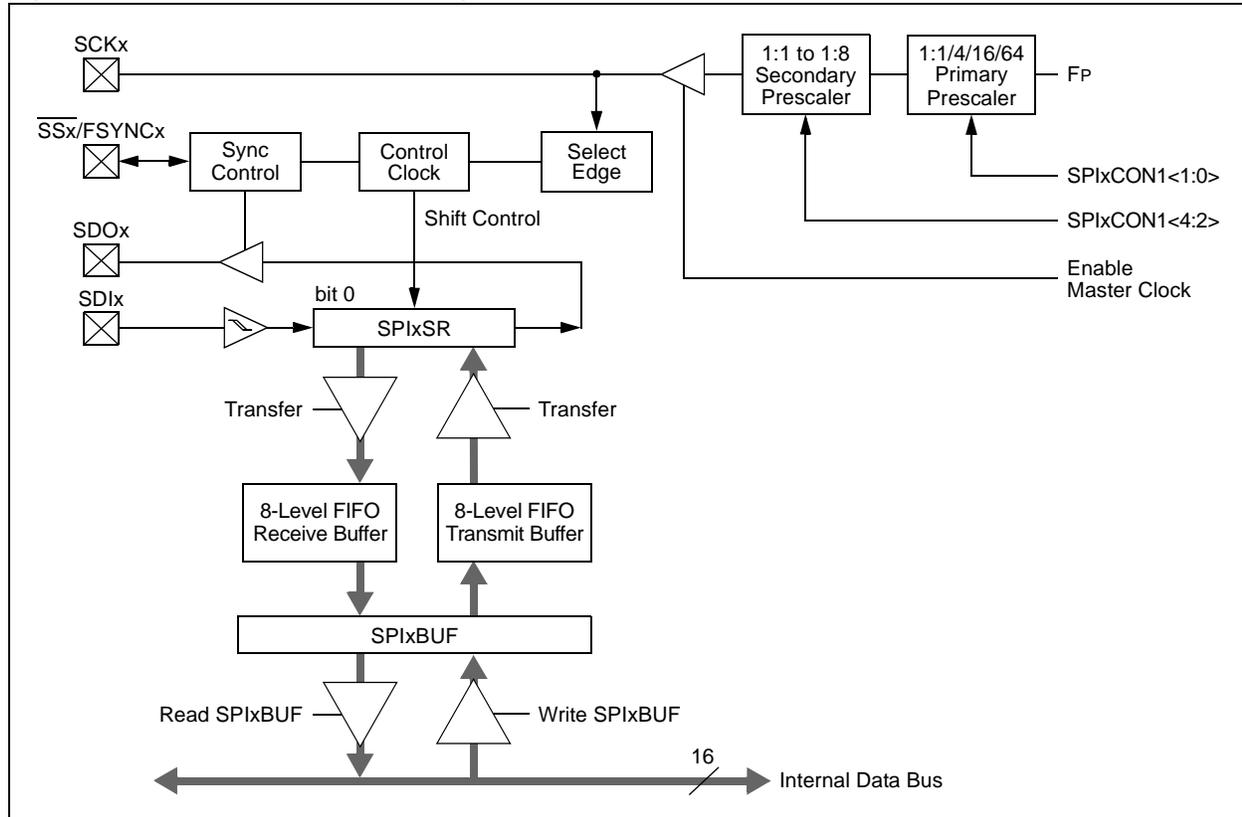 SCKx
1:1 to 1:8
Secondary
Prescaler
1:1/4/16/64
Primary
Prescaler
FP
SSx/FSYNCx
Sync
Control
Control
Clock
Select
Edge
SPIxCON1<1:0>
Shift Control
SPIxCON1<4:2>
SDOx
Enable
Master Clock
SDIx
bit 0
SPIxSR
Transfer
Transfer
8-Level FIFO
Receive Buffer
8-Level FIFO
Transmit Buffer
SPIxBUF
Read SPIxBUF
Write SPIxBUF
16
Internal Data Bus